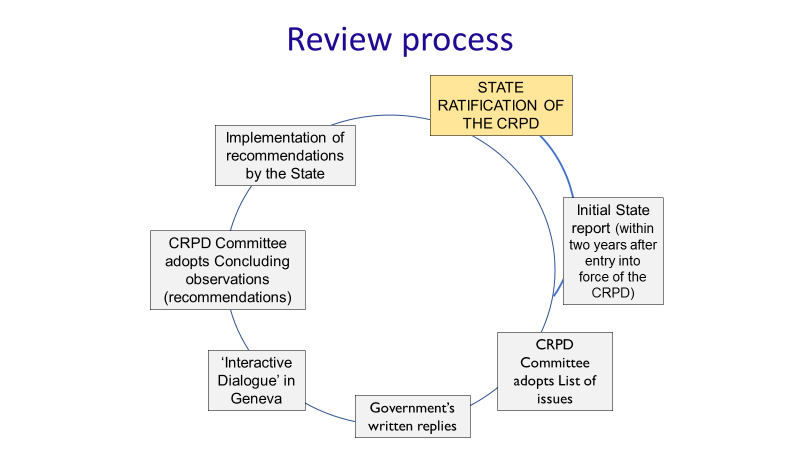 Review process
STATE
RATIFICATION OF
THE CRPD
Initial State
report (within
two years after
entry into
force of the
CRPD)
CRPD
Committee
adopts List of
issues
Government’s
written replies
‘Interactive
Dialogue’ in
Geneva
CRPD Committee
adopts Concluding
observations
(recommendations)
Implementation of
recommendations
by the State